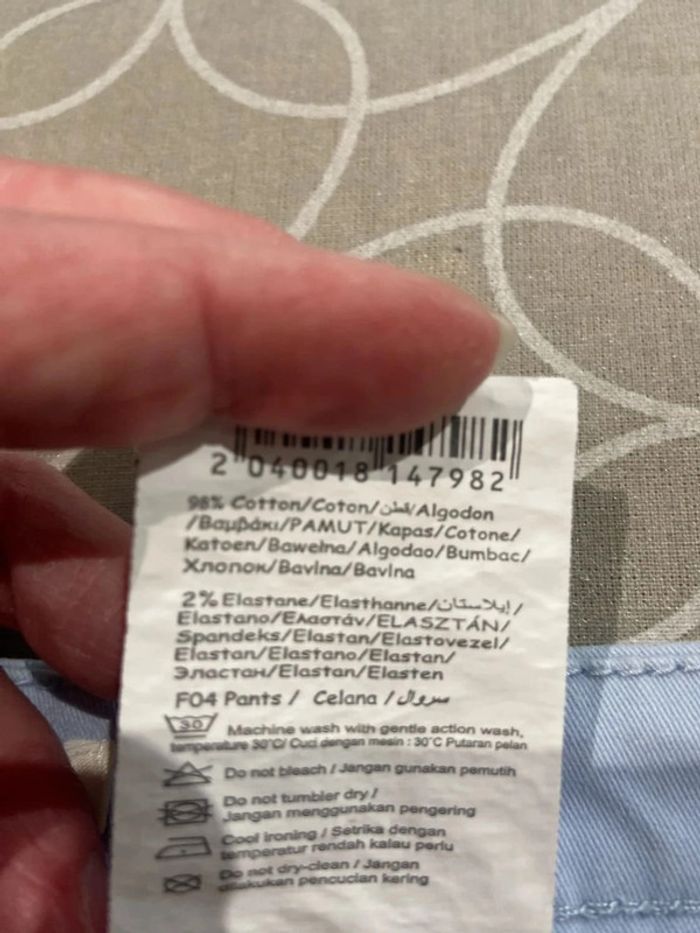 2 040018 147982
98% Cotton/Coton/قطن/Algodon
/Βαμβάκι/PAMUT/Kapas/Cotone/
Katoen/Bawełna/Algodao/Bumbac/
Хлопок/Bavlna/Bavlna
2% Elastane/Elasthanne/إيلاستان/
Elastano/Ελαστάν/ELASZTÁN/
Spandeks/Elastan/Elastovezel/
Elastan/Elastano/Elastan/
Эластан/Elastan/Elasten
F04 Pants / Celana / سروال
30 Machine wash with gentle action wash,
temperature 30°C/ Cuci dengan mesin : 30°C Putaran pelan
Do not bleach / Jangan gunakan pemutih
Do not tumbler dry /
Jangan menggunakan pengering
Cool ironing / Setrika dengan
temperatur rendah kalau perlu
Do not dry-clean / Jangan
dilakukan pencucian kering